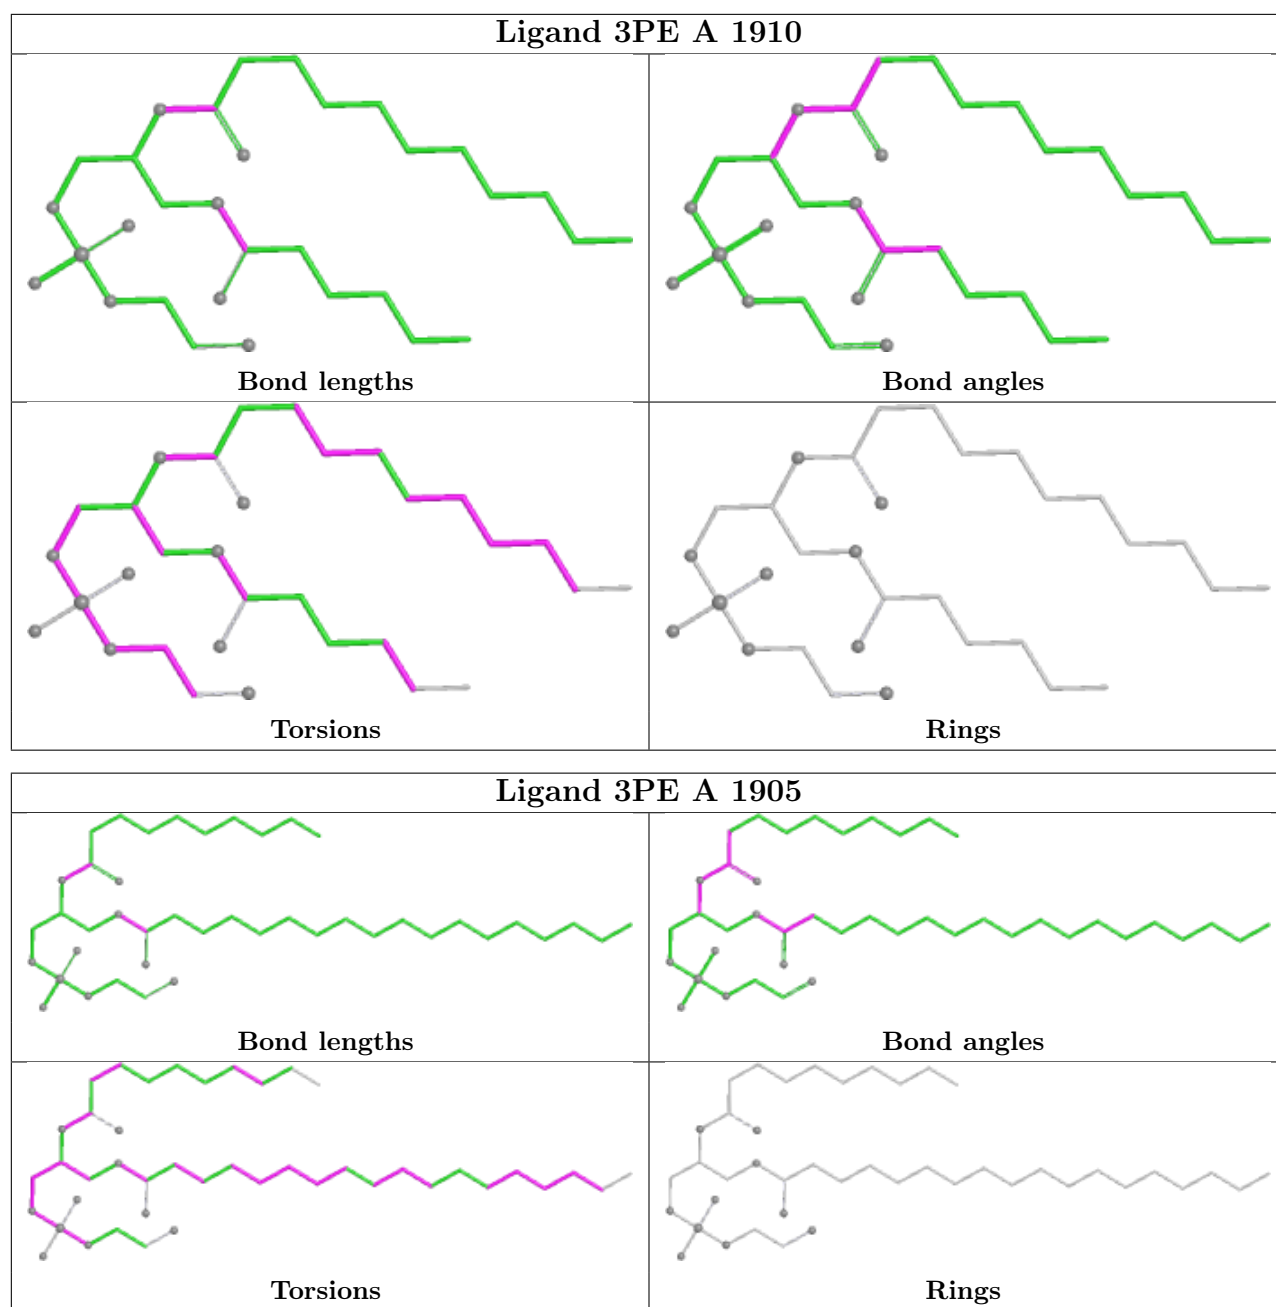 Ligand 3PE A 1910
Bond lengths
Bond angles
Torsions
Rings
Ligand 3PE A 1905
Bond lengths
Bond angles
Torsions
Rings